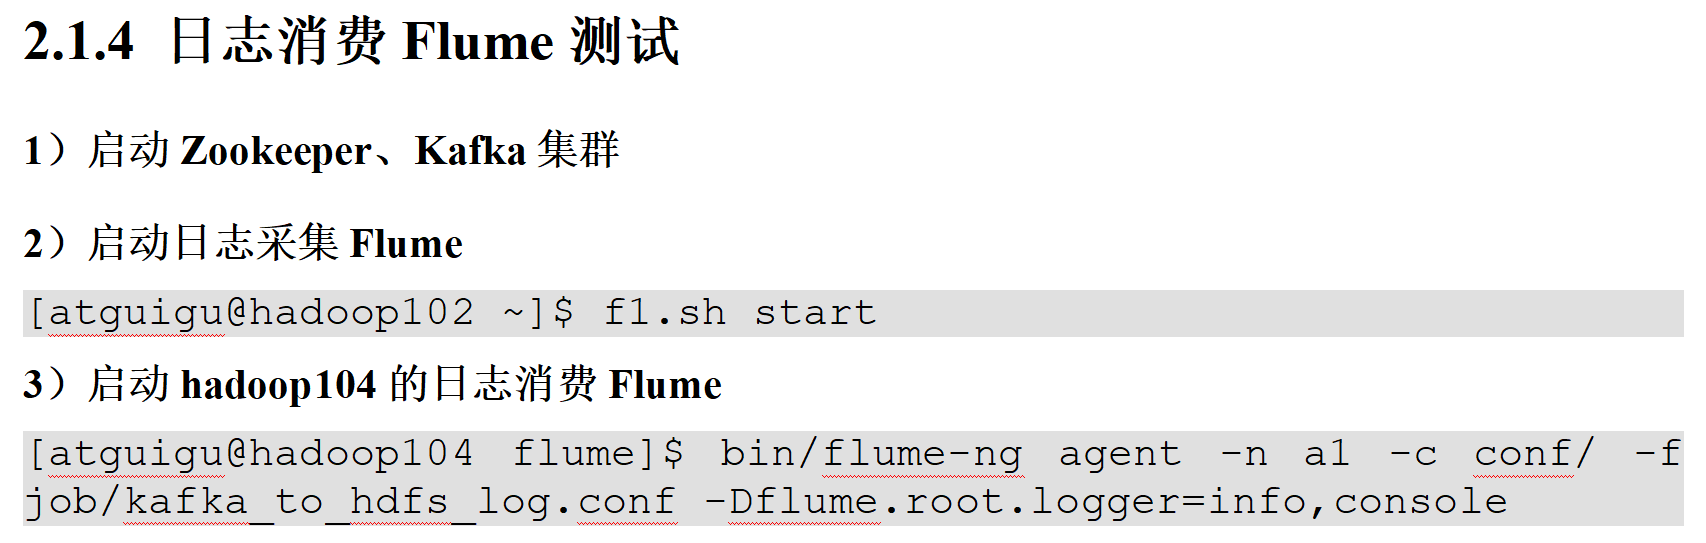 2.1.4 日志消费 Flume 测试
1）启动 Zookeeper、Kafka 集群
2）启动日志采集 Flume
[atguigu@hadoop102 ~]$ f1.sh start
3）启动 hadoop104 的日志消费 Flume
[atguigu@hadoop104 flume]$ bin/flume-ng agent -n a1 -c conf/ -f
job/kafka_to_hdfs_log.conf -Dflume.root.logger=info,console